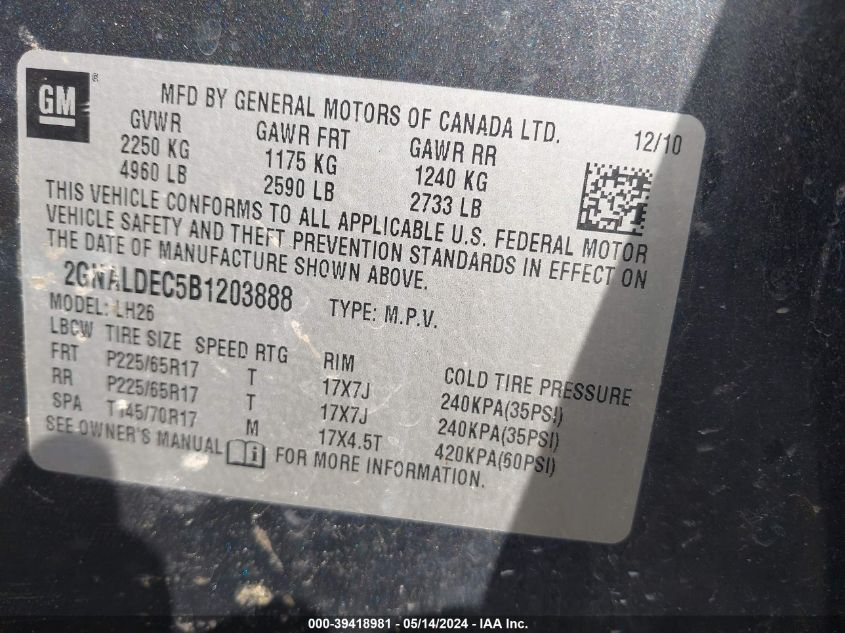 GM
®
MFD BY GENERAL MOTORS OF CANADA LTD.
12/10
GVWR GAWR FRT GAWR RR
2250 KG 1175 KG 1240 KG
4960 LB 2590 LB 2733 LB
THIS VEHICLE CONFORMS TO ALL APPLICABLE U.S. FEDERAL MOTOR
VEHICLE SAFETY AND THEFT PREVENTION STANDARDS IN EFFECT ON
THE DATE OF MANUFACTURE SHOWN ABOVE.
2GNALDEC5B1203888 TYPE: M.P.V.
MODEL: LH26
LBCW TIRE SIZE SPEED RTG RIM COLD TIRE PRESSURE
FRT P225/65R17 T 17X7J 240KPA(35PSI)
RR P225/65R17 T 17X7J 240KPA(35PSI)
SPA T145/70R17 M 17X4.5T 420KPA(60PSI)
SEE OWNER'S MANUAL FOR MORE INFORMATION.
000-39418981 - 05/14/2024 - IAA Inc.